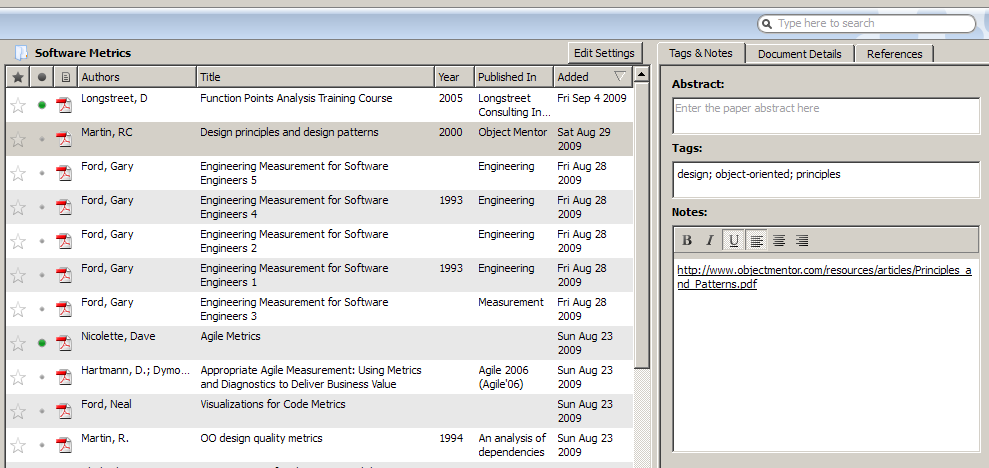 Type here to search
Software Metrics
Edit Settings
Tags & Notes
Document Details
References
Authors
Title
Year
Published In
Added
Longstreet, D
Function Points Analysis Training Course
2005
Longstreet
Consulting In...
Fri Sep 4 2009
Martin, RC
Design principles and design patterns
2000
Object Mentor
Sat Aug 29
2009
Ford, Gary
Engineering Measurement for Software
Engineers 5
Engineering
Fri Aug 28
2009
Ford, Gary
Engineering Measurement for Software
Engineers 4
1993
Engineering
Fri Aug 28
2009
Ford, Gary
Engineering Measurement for Software
Engineers 2
Engineering
Fri Aug 28
2009
Ford, Gary
Engineering Measurement for Software
Engineers 1
1993
Engineering
Fri Aug 28
2009
Ford, Gary
Engineering Measurement for Software
Engineers 3
Measurement
Fri Aug 28
2009
Nicolette, Dave
Agile Metrics
Sun Aug 23
2009
Hartmann, D.; Dymo...
Appropriate Agile Measurement: Using Metrics
and Diagnostics to Deliver Business Value
Agile 2006
(Agile'06)
Sun Aug 23
2009
Ford, Neal
Visualizations for Code Metrics
Sun Aug 23
2009
Martin, R.
OO design quality metrics
1994
An analysis of
dependencies
Sun Aug 23
2009
Abstract:
Enter the paper abstract here
Tags:
design; object-oriented; principles
Notes:
B I U
http://www.objectmentor.com/resources/articles/Principles_a
nd_Patterns.pdf